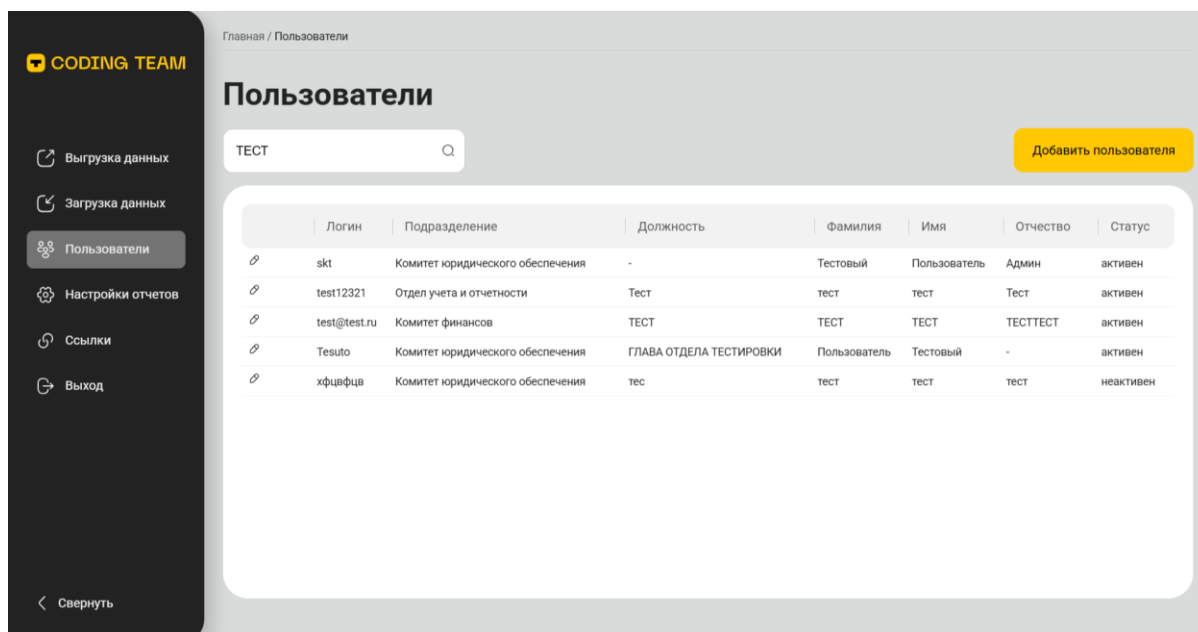 CODING TEAM
Выгрузка данных
Загрузка данных
Пользователи
Настройки отчетов
Ссылки
Выход
Свернуть
Главная / Пользователи
Пользователи
ТЕСТ
Добавить пользователя
Логин Подразделение Должность Фамилия Имя Отчество Статус
skt Комитет юридического обеспечения - Тестовый Пользователь Админ активен
test12321 Отдел учета и отчетности Тест тест тест Тест активен
test@test.ru Комитет финансов ТЕСТ ТЕСТ ТЕСТ ТЕСТТЕСТ активен
Tesuto Комитет юридического обеспечения ГЛАВА ОТДЕЛА ТЕСТИРОВКИ Пользователь Тестовый - активен
хфцвфцв Комитет юридического обеспечения тес тест тест тест неактивен